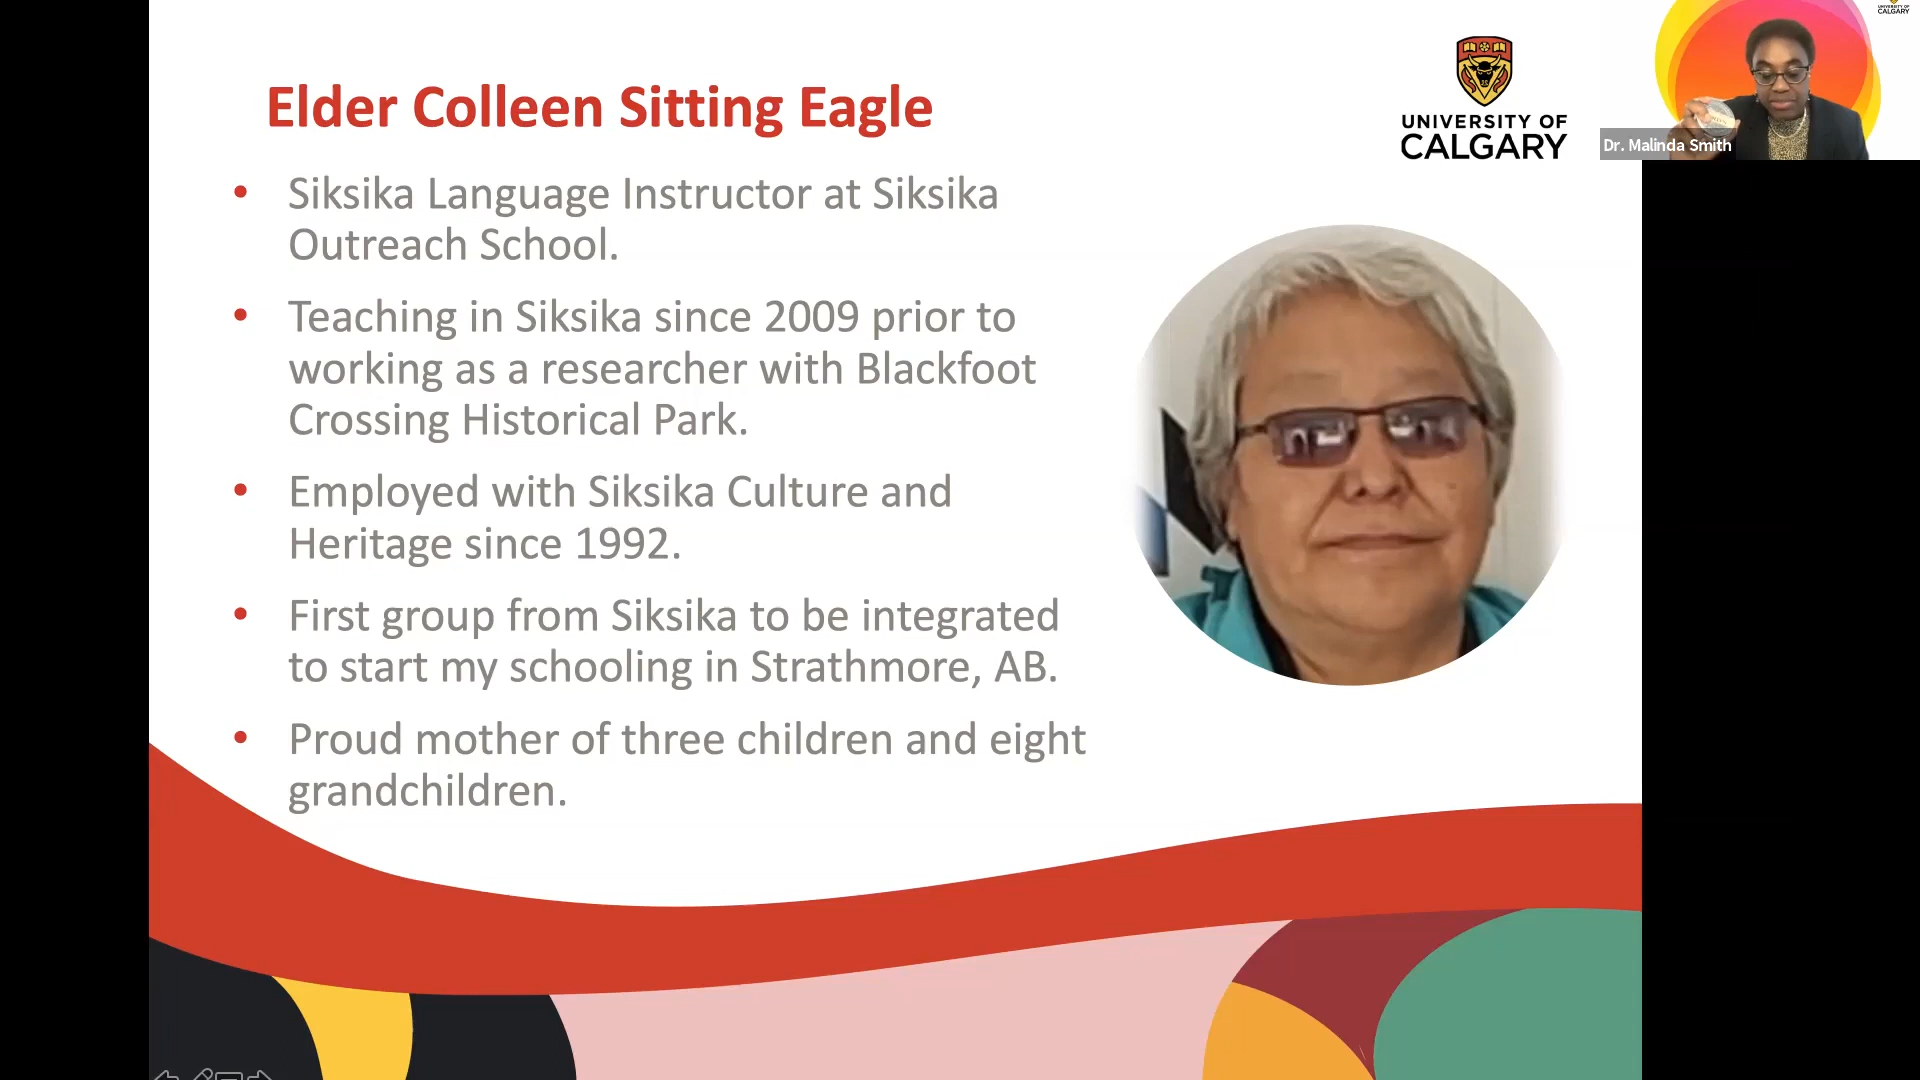 Elder Colleen Sitting Eagle
UNIVERSITY OF
CALGARY
• Siksika Language Instructor at Siksika
Outreach School.
• Teaching in Siksika since 2009 prior to
working as a researcher with Blackfoot
Crossing Historical Park.
• Employed with Siksika Culture and
Heritage since 1992.
• First group from Siksika to be integrated
to start my schooling in Strathmore, AB.
• Proud mother of three children and eight
grandchildren.
Dr. Malinda Smith
UNIVERSITY OF
CALGARY